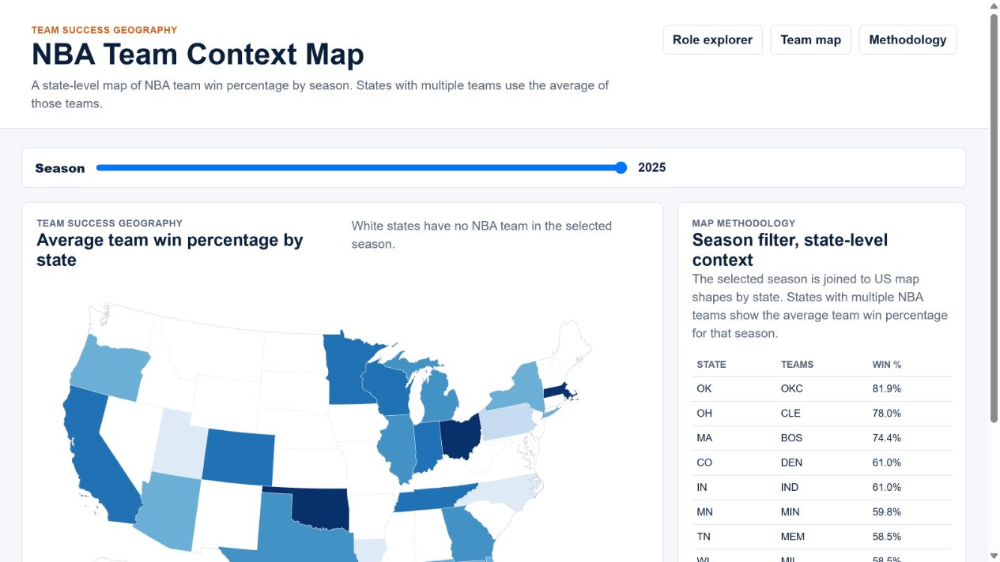 TEAM SUCCESS GEOGRAPHY
NBA Team Context Map
A state-level map of NBA team win percentage by season. States with multiple teams use the average of
those teams.
Role explorer
Team map
Methodology
Season
2025
TEAM SUCCESS GEOGRAPHY
Average team win percentage by
state
White states have no NBA team in the selected
season.
MAP METHODOLOGY
Season filter, state-level
context
The selected season is joined to US map
shapes by state. States with multiple NBA
teams show the average team win percentage
for that season.
STATE TEAMS WIN %
OK OKC 81.9%
OH CLE 78.0%
MA BOS 74.4%
CO DEN 61.0%
IN IND 61.0%
MN MIN 59.8%
TN MEM 58.5%
WI MIL 58.5%